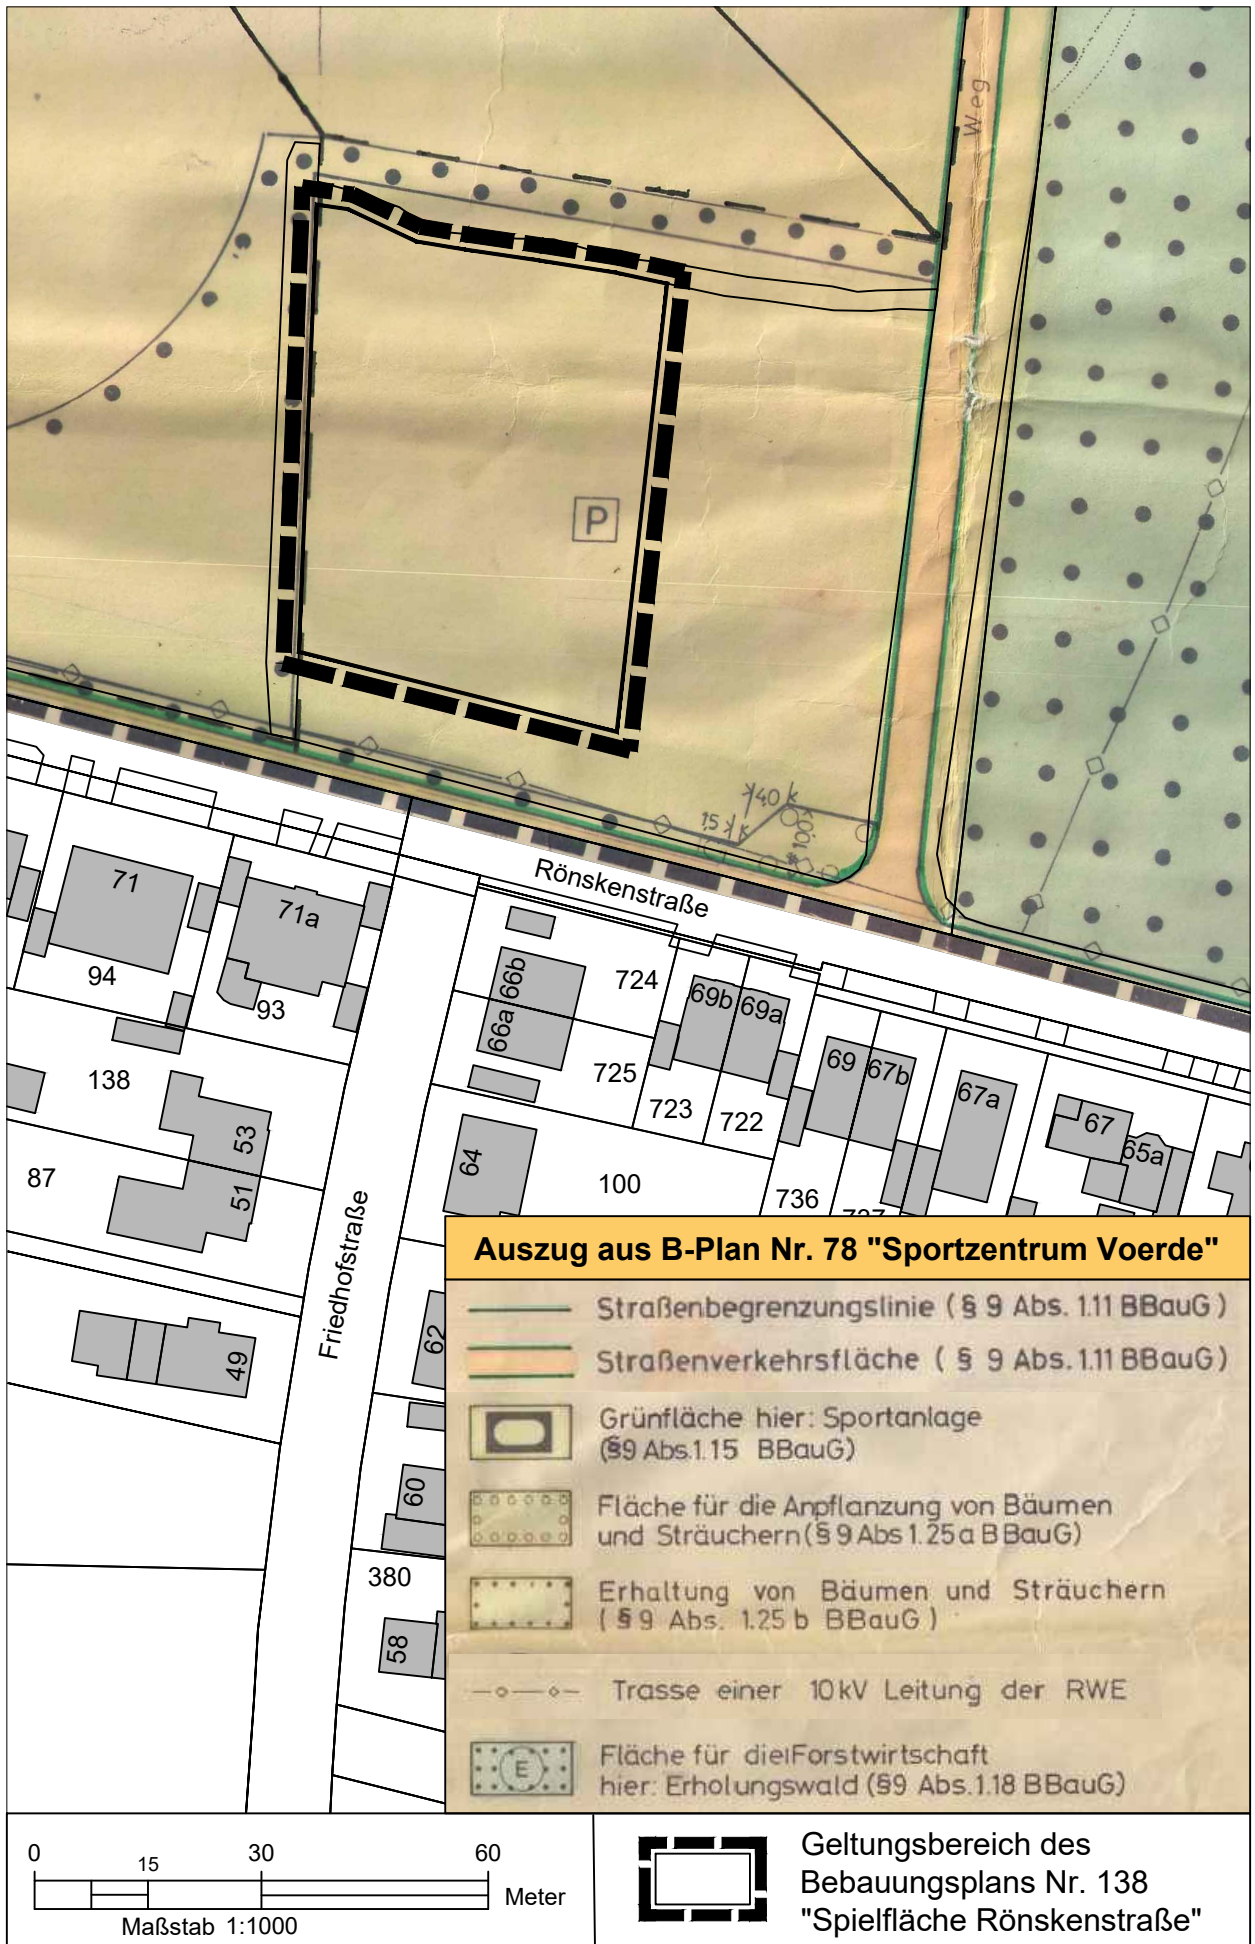 Weg
P
40
15
100
Rönskenstraße
71
71a
94
93
66b
66a
724
725
69b
69a
723
722
69
67b
67a
67
65a
138
53
51
87
64
100
736
Friedhofstraße
49
62
60
380
58
Auszug aus B-Plan Nr. 78 "Sportzentrum Voerde"
Straßenbegrenzungslinie (§ 9 Abs. 1.11 BBauG)
Straßenverkehrsfläche (§ 9 Abs. 1.11 BBauG)
Grünfläche hier: Sportanlage
(§9 Abs.1.15 BBauG)
Fläche für die Anpflanzung von Bäumen
und Sträuchern (§ 9 Abs 1.25 a BBauG)
Erhaltung von Bäumen und Sträuchern
(§ 9 Abs. 1.25 b BBauG)
Trasse einer 10kV Leitung der RWE
E
Fläche für die Forstwirtschaft
hier: Erholungswald (§9 Abs. 1.18 BBauG)
0 15 30 60
Meter
Maßstab 1:1000
Geltungsbereich des
Bebauungsplans Nr. 138
"Spielfläche Rönskenstraße"